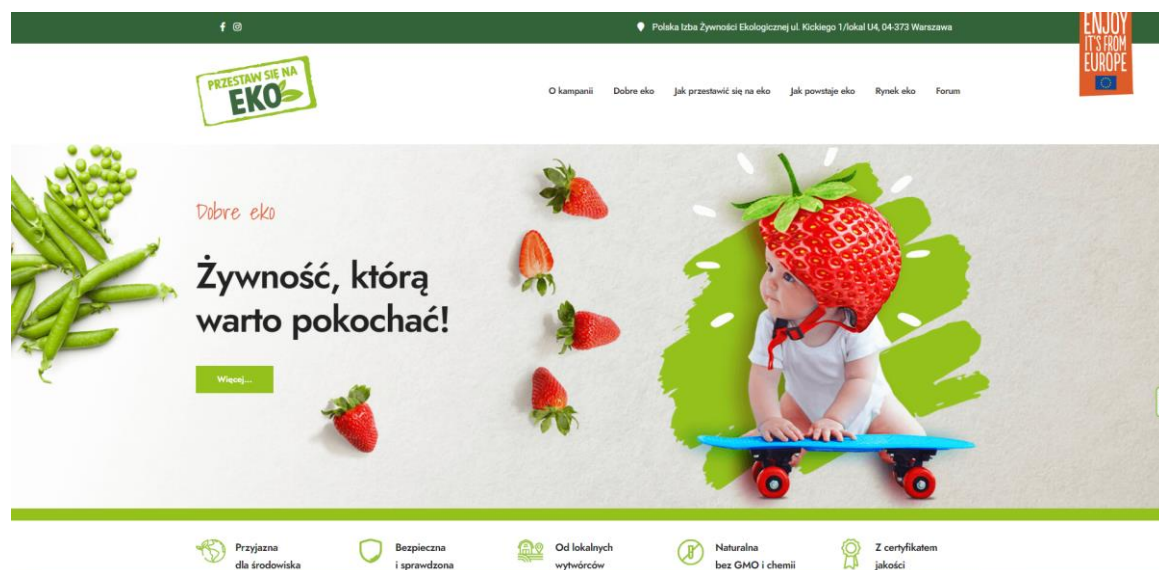 Polska Izba Żywności Ekologicznej ul. Kickiego 1/lokal U4, 04-373 Warszawa
ENJOY
IT'S FROM
EUROPE
PRZESTAW SIĘ NA
EKO
O kampanii Dobre eko Jak przestawić się na eko Jak powstaje eko Rynek eko Forum
Dobre eko
Żywność, którą
warto pokochać!
Więcej...
Przyjazna
dla środowiska
Bezpieczna
i sprawdzona
Od lokalnych
wytwórców
Naturalna
bez GMO i chemii
Z certyfikatem
jakości